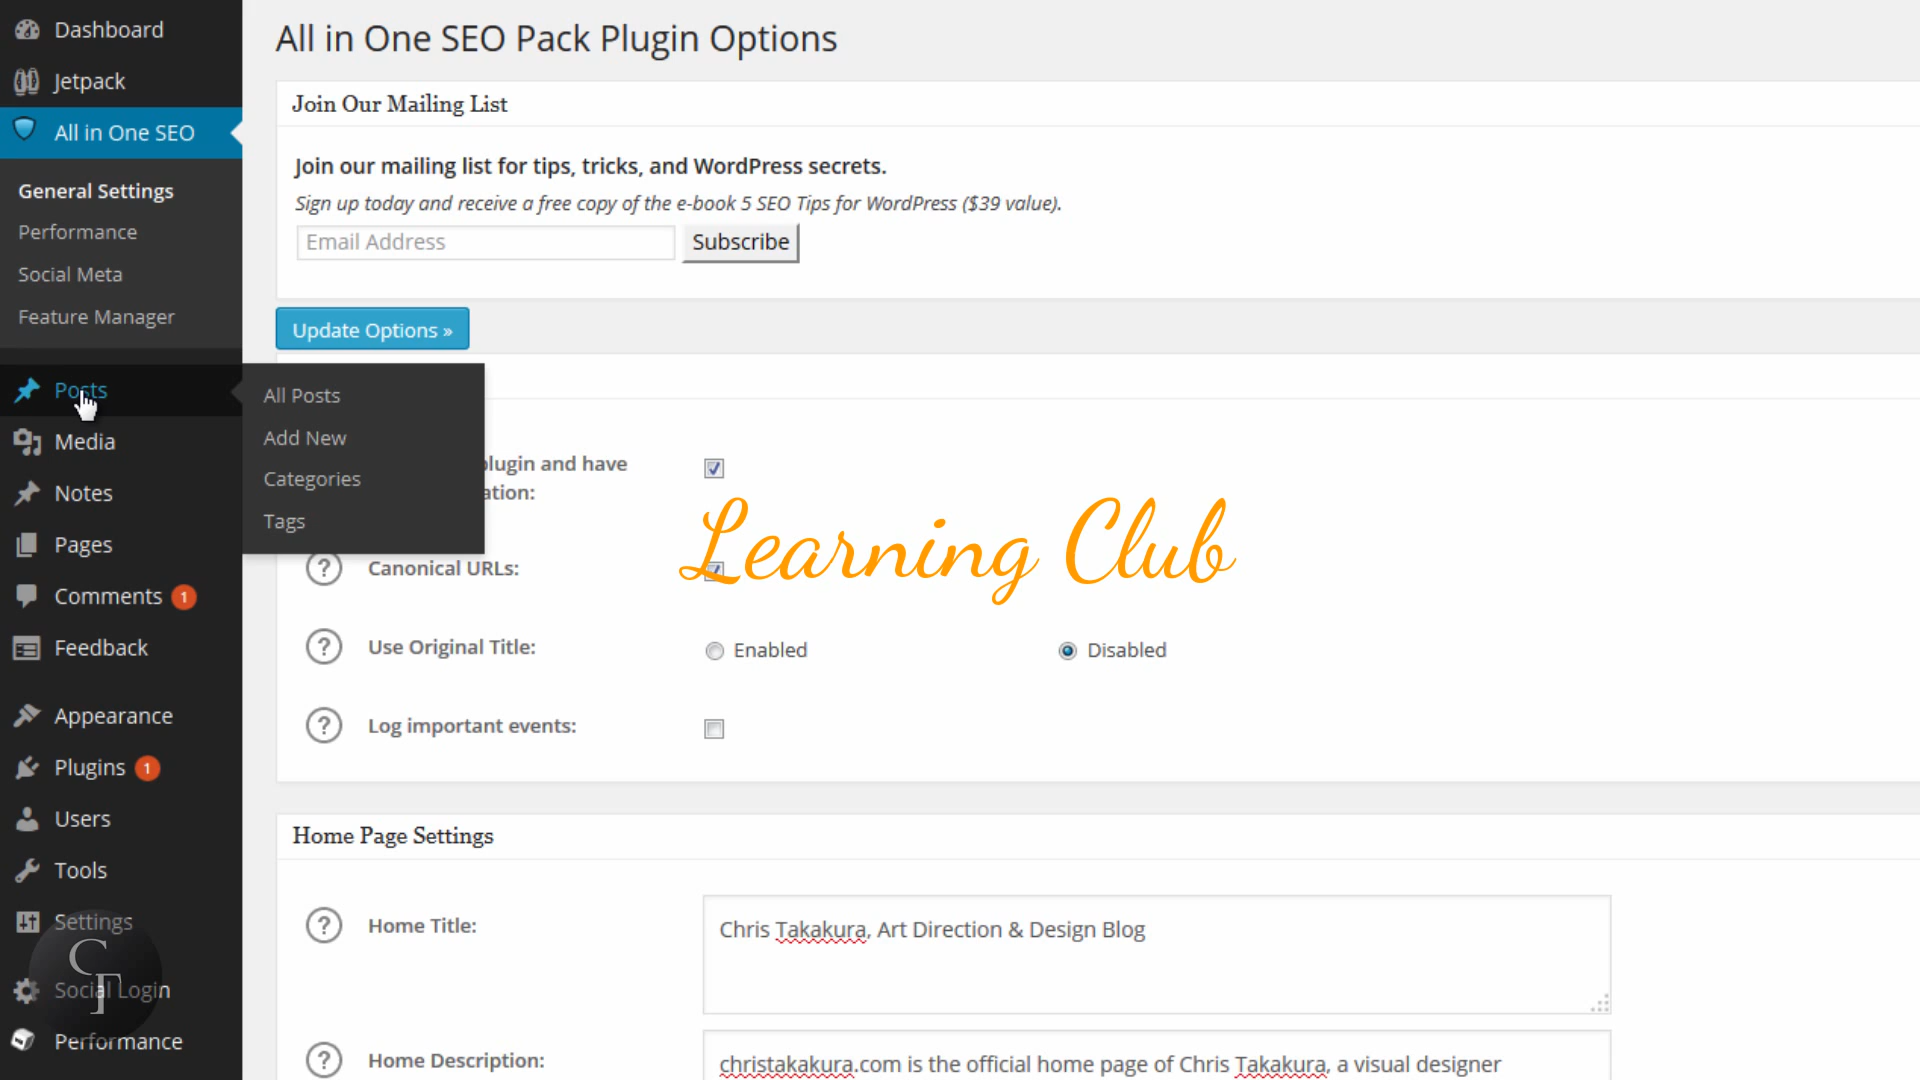 Dashboard
Jetpack
All in One SEO
General Settings
Performance
Social Meta
Feature Manager
Posts
Media
Notes
Pages
Comments 1
Feedback
Appearance
Plugins 1
Users
Tools
Settings
Social Login
Performance
CT
All Posts
Add New
Categories
Tags
All in One SEO Pack Plugin Options
Join Our Mailing List
Join our mailing list for tips, tricks, and WordPress secrets.
Sign up today and receive a free copy of the e-book 5 SEO Tips for WordPress ($39 value).
Email Address
Subscribe
Update Options »
plugin and have
ation:
Learning Club
? Canonical URLs:
? Use Original Title: Enabled Disabled
? Log important events:
Home Page Settings
? Home Title: Chris Takakura, Art Direction & Design Blog
? Home Description: christakakura.com is the official home page of Chris Takakura, a visual designer